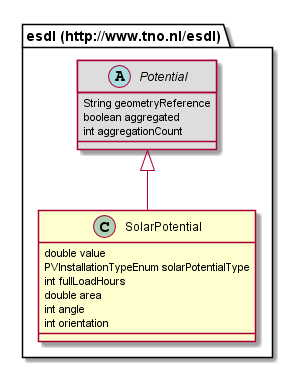 esdl (http://www.tno.nl/esdl)
A Potential
String geometryReference
boolean aggregated
int aggregationCount
C SolarPotential
double value
PVInstallationTypeEnum solarPotentialType
int fullLoadHours
double area
int angle
int orientation